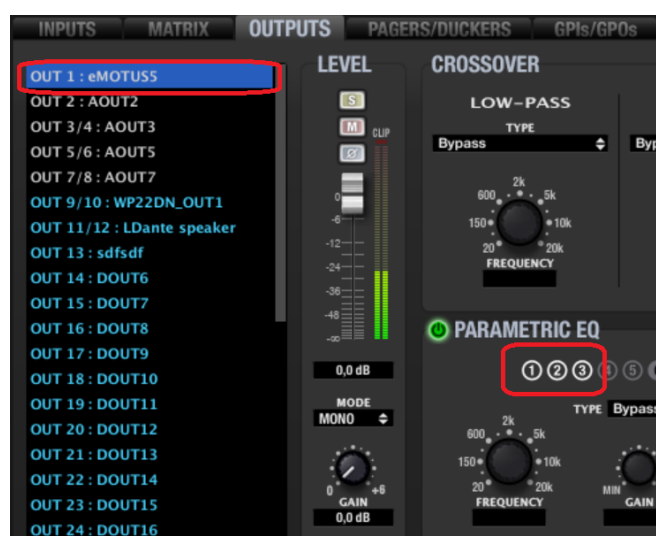 INPUTS MATRIX OUTPUTS PAGERS/DUCKERS GPIs/GPOs
OUT 1 : eMOTUS5
OUT 2 : AOUT2
OUT 3/4 : AOUT3
OUT 5/6 : AOUT5
OUT 7/8 : AOUT7
OUT 9/10 : WP22DN_OUT1
OUT 11/12 : LDante speaker
OUT 13 : sdfsdf
OUT 14 : DOUT6
OUT 15 : DOUT7
OUT 16 : DOUT8
OUT 17 : DOUT9
OUT 18 : DOUT10
OUT 19 : DOUT11
OUT 20 : DOUT12
OUT 21 : DOUT13
OUT 22 : DOUT14
OUT 23 : DOUT15
OUT 24 : DOUT16
LEVEL
S
M
CLIP
Ø
0
-6
-12
-24
-36
-48
-∞
0,0 dB
MODE
MONO
0 +6
GAIN
0,0 dB
CROSSOVER
LOW-PASS
TYPE
Bypass Byp
2k
600 5k
150 10k
20 20k
FREQUENCY
PARAMETRIC EQ
1 2 3 4 5
TYPE Bypass
2k
600 5k
150 10k
20 20k MIN
FREQUENCY GAIN